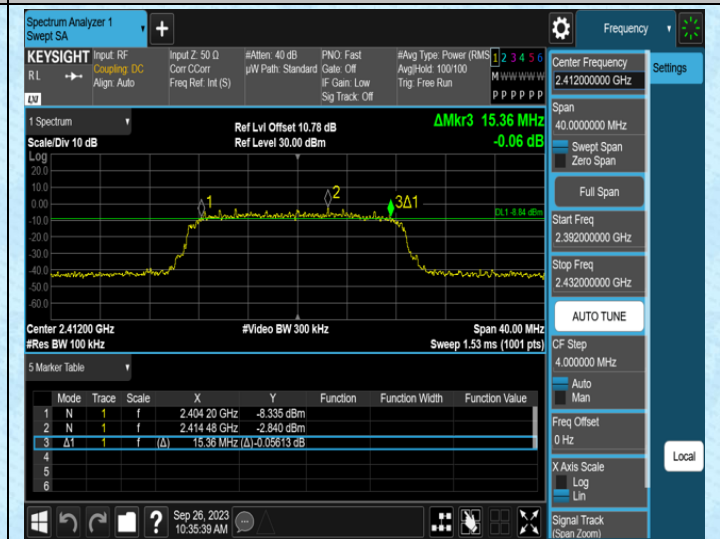 Spectrum Analyzer 1
Swept SA
+
Frequency
KEYSIGHT
RL
LXI
Input: RF
Coupling: DC
Align: Auto
Input Z: 50 Ω
Corr CCorr
Freq Ref: Int (S)
#Atten: 40 dB
µW Path: Standard
PNO: Fast
Gate: Off
IF Gain: Low
Sig Track: Off
#Avg Type: Power (RMS
Avg|Hold: 100/100
Trig: Free Run
1 2 3 4 5 6
M W W W W W
P P P P P P
Center Frequency
2.412000000 GHz
Settings
1 Spectrum
Scale/Div 10 dB
Ref Lvl Offset 10.78 dB
Ref Level 30.00 dBm
ΔMkr3 15.36 MHz
-0.06 dB
Log
20.0
10.0
0.00
-10.0
-20.0
-30.0
-40.0
-50.0
-60.0
1
2
3Δ1
DL1 -8.84 dBm
Center 2.41200 GHz
#Res BW 100 kHz
#Video BW 300 kHz
Span 40.00 MHz
Sweep 1.53 ms (1001 pts)
Span
40.0000000 MHz
Swept Span
Zero Span
Full Span
Start Freq
2.392000000 GHz
Stop Freq
2.432000000 GHz
AUTO TUNE
CF Step
4.000000 MHz
Auto
Man
Freq Offset
0 Hz
X Axis Scale
Log
Lin
Signal Track
(Span Zoom)
Local
5 Marker Table
Mode Trace Scale X Y Function Function Width Function Value
1 N 1 f 2.404 20 GHz -8.335 dBm
2 N 1 f 2.414 48 GHz -2.840 dBm
3 Δ1 1 f (Δ) 15.36 MHz (Δ) -0.05613 dB
4
5
6
?
Sep 26, 2023
10:35:39 AM